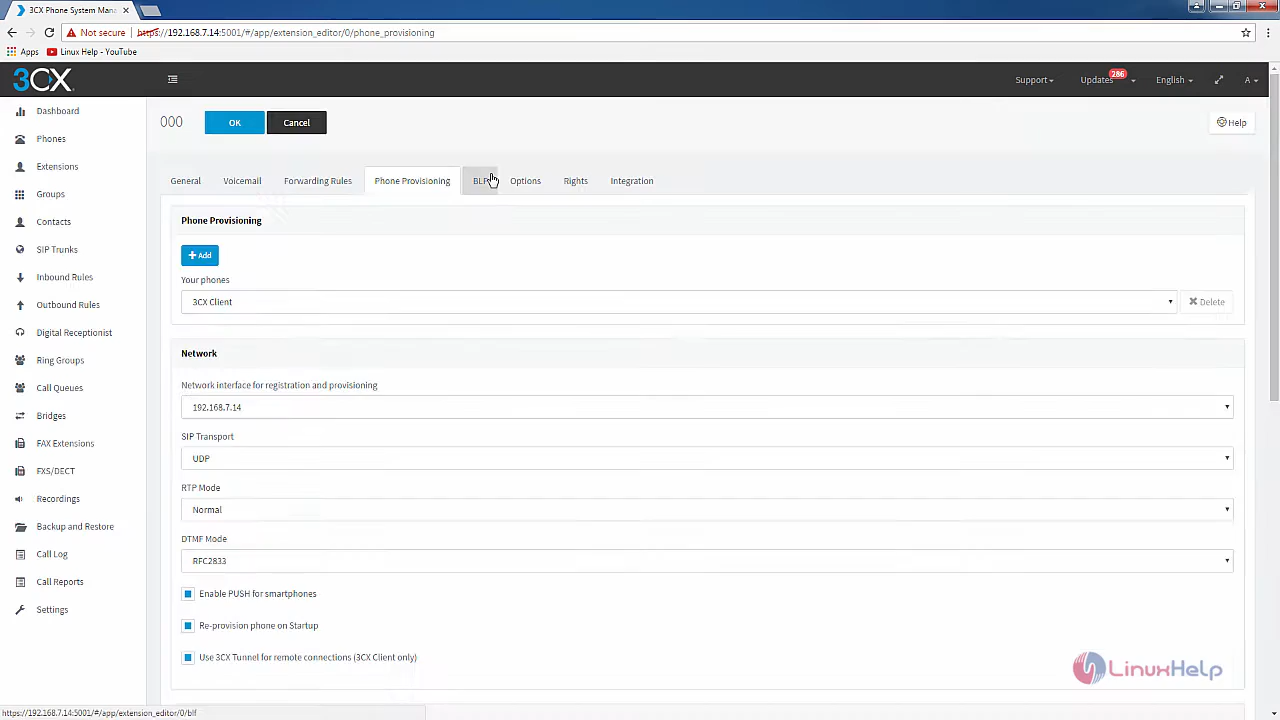 3CX Phone System Mana
Not secure
https://192.168.7.14:5001/#/app/extension_editor/0/phone_provisioning
Apps
Linux Help - YouTube
3CX
Support
Updates
286
English
A
Dashboard
Phones
Extensions
Groups
Contacts
SIP Trunks
Inbound Rules
Outbound Rules
Digital Receptionist
Ring Groups
Call Queues
Bridges
FAX Extensions
FXS/DECT
Recordings
Backup and Restore
Call Log
Call Reports
Settings
000
OK
Cancel
Help
General
Voicemail
Forwarding Rules
Phone Provisioning
BLF
Options
Rights
Integration
Phone Provisioning
+ Add
Your phones
3CX Client
Delete
Network
Network interface for registration and provisioning
192.168.7.14
SIP Transport
UDP
RTP Mode
Normal
DTMF Mode
RFC2833
Enable PUSH for smartphones
Re-provision phone on Startup
Use 3CX Tunnel for remote connections (3CX Client only)
LinuxHelp
https://192.168.7.14:5001/#/app/extension_editor/0/blf